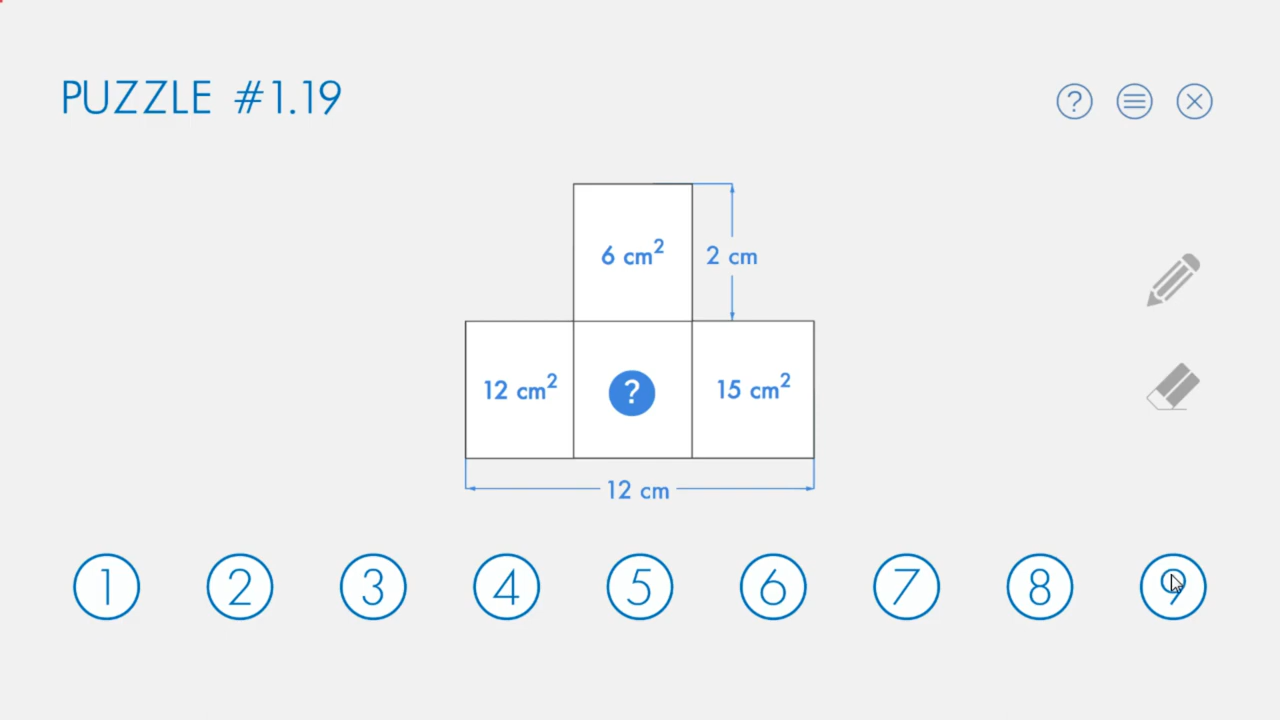 PUZZLE #1.19
?
6 cm²
2 cm
12 cm²
?
15 cm²
12 cm
1 2 3 4 5 6 7 8 9